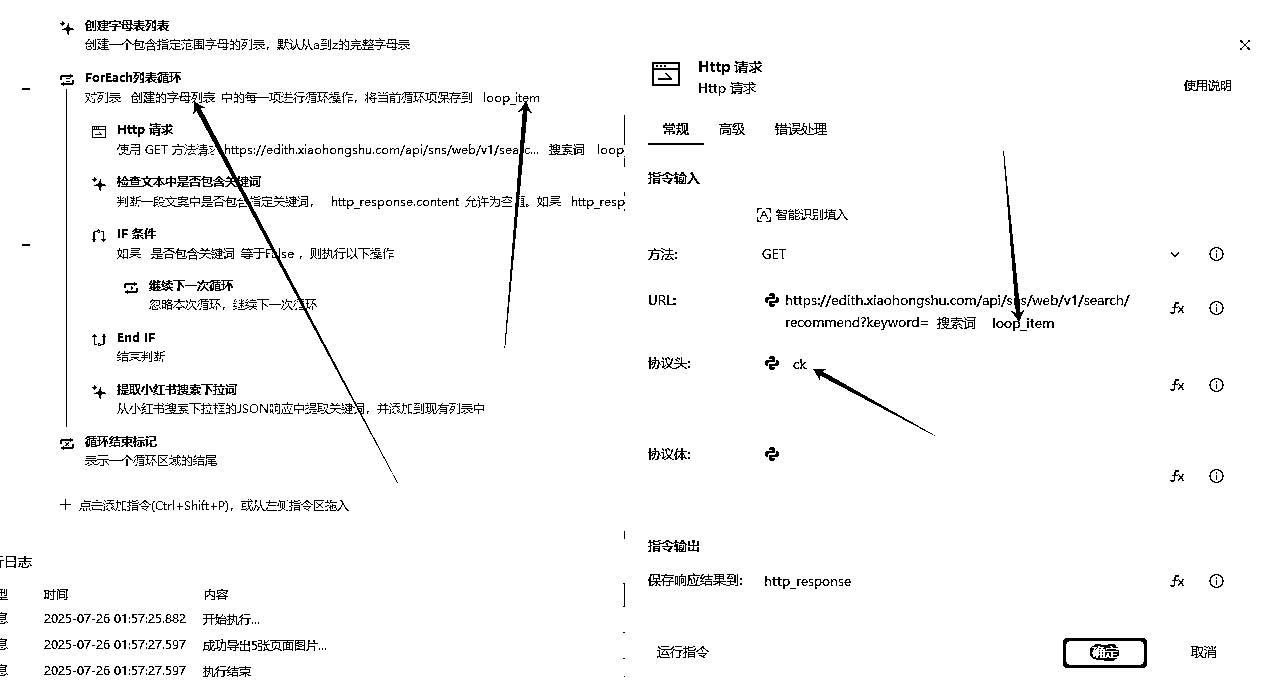 创建字母表列表
创建一个包含指定范围字母的列表，默认从a到z的完整字母表
ForEach列表循环
对列表 创建的字母列表 中的每一项进行循环操作，将当前循环项保存到 loop_item
Http 请求
使用 GET 方法请求 https://edith.xiaohongshu.com/api/sns/web/v1/searc... 搜索词 loop
检查文本中是否包含关键词
判断一段文案中是否包含指定关键词， http_response.content 允许为空值。如果 http_resp
IF 条件
如果 是否包含关键词 等于False ，则执行以下操作
继续下一次循环
忽略本次循环，继续下一次循环
End IF
结束判断
提取小红书搜索下拉词
从小红书搜索下拉框的JSON响应中提取关键词，并添加到现有列表中
循环结束标记
表示一个循环区域的结尾
点击添加指令(Ctrl+Shift+P)，或从左侧指令区拖入
行日志
型 时间 内容
息 2025-07-26 01:57:25.882 开始执行...
息 2025-07-26 01:57:27.597 成功导出5张页面图片...
息 2025-07-26 01:57:27.597 执行结束
Http 请求
Http 请求
使用说明
常规 高级 错误处理
指令输入
智能识别填入
方法: GET
URL: https://edith.xiaohongshu.com/api/sns/web/v1/search/
recommend?keyword= 搜索词 loop_item
协议头: ck
协议体:
指令输出
保存响应结果到: http_response
运行指令 确定 取消